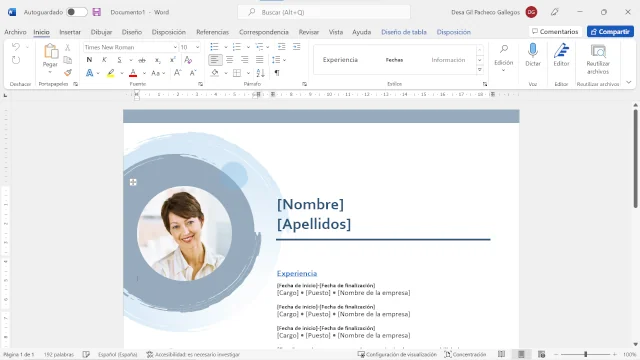 Autoguardado Documento1 - Word Buscar (Alt+Q) Desa Gil Pacheco Gallegos DG
Archivo Inicio Insertar Dibujar Diseño Disposición Referencias Correspondencia Revisar Vista Ayuda Diseño de tabla Disposición Comentarios Compartir
Times New Roman 10
Deshacer Pegar Portapapeles Fuente Párrafo
Experiencia Fechas Información
Estilos
Edición Dictar Editor Reutilizar archivos
Voz Editor Reutilizar archivos
[Nombre]
[Apellidos]
Experiencia
[Fecha de inicio]-[Fecha de finalización]
[Cargo] • [Puesto] • [Nombre de la empresa]
[Fecha de inicio]-[Fecha de finalización]
[Cargo] • [Puesto] • [Nombre de la empresa]
[Fecha de inicio]-[Fecha de finalización]
[Cargo] • [Puesto] • [Nombre de la empresa]
Página 1 de 1 192 palabras Español (España) Accesibilidad: es necesario investigar Configuración de visualización Concentración 100%